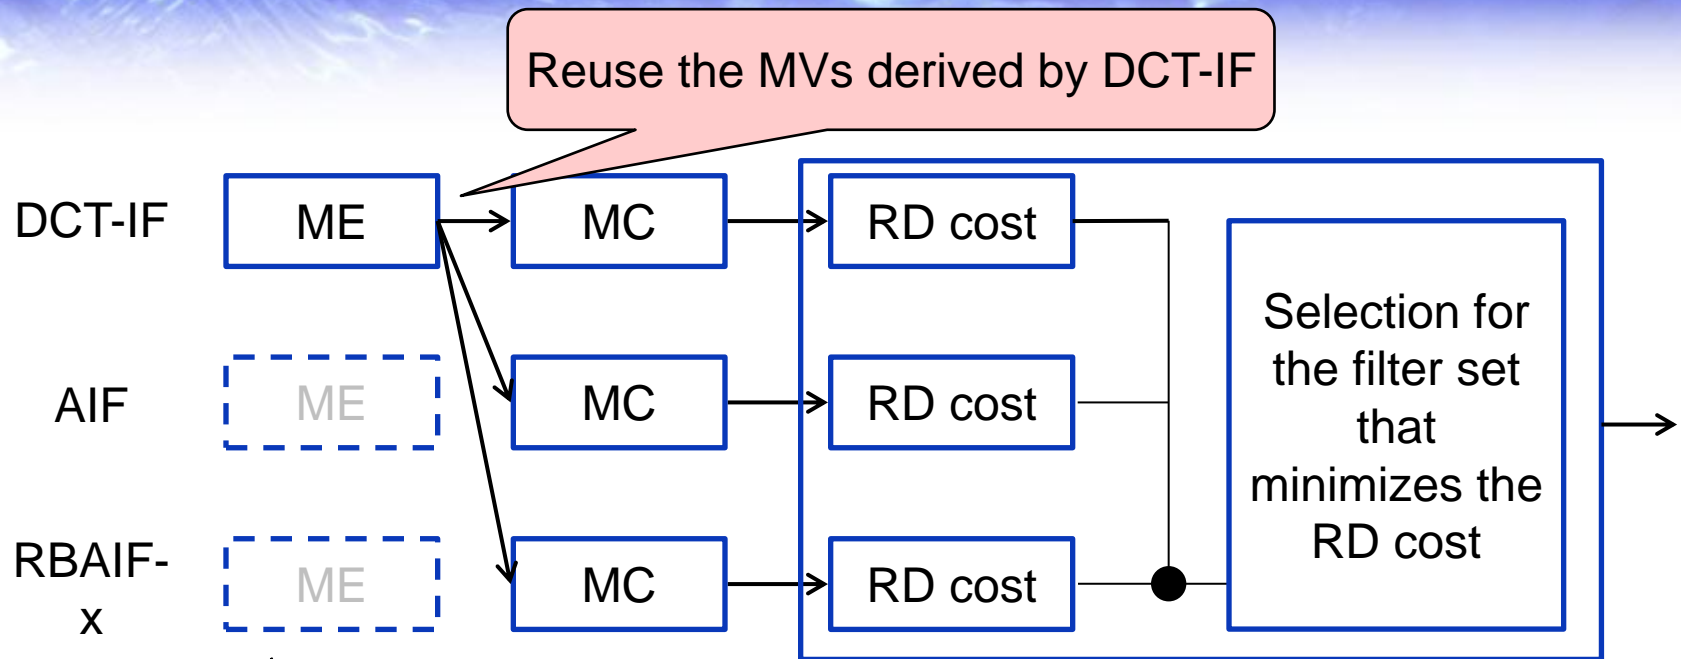 Reuse the MVs derived by DCT-IF
DCT-IF
ME
MC
RD cost
AIF
ME
MC
RD cost
RBAIF-
x
ME
MC
RD cost
Selection for
the filter set
that
minimizes the
RD cost